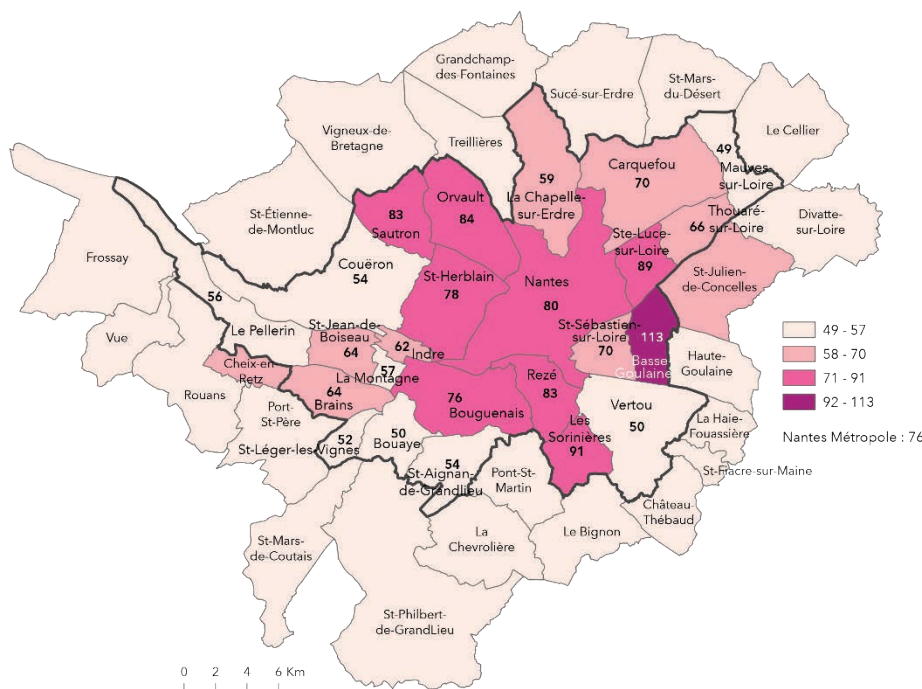 Grandchamp-
des-Fontaines
Sucé-sur-Erdre
St-Mars-
du-Désert
Le Cellier
Vigneux-de-
Bretagne
Treillières
49
Mauves-
sur-Loire
59
La Chapelle-
sur-Erdre
Carquefou
70
Orvault
84
83
Sautron
66
Thouaré-
sur-Loire
Divatte-
sur-Loire
St-Étienne-
de-Montluc
Ste-Luce-
sur-Loire
89
Frossay
Couëron
54
St-Herblain
78
Nantes
80
St-Julien-
de-Concelles
56
Le Pellerin
St-Jean-de-
Boiseau
64
62
Indre
St-Sébastien-
sur-Loire
70
113
Basse-
Goulaine
Haute-
Goulaine
Vue
Cheix-en-
Retz
57
La Montagne
64
Brains
76
Bouguenais
Rezé
83
Vertou
50
Rouans
Port-
St-Père
La Haie-
Fouassière
Les
Sorinières
91
St-Léger-les-
Vignes
52
50
Bouaye
54
St-Aignan-
de-Grandlieu
Pont-St-
Martin
St-Fiacre-sur-Maine
Château-
Thébaud
St-Mars-
de-Coutais
La
Chevrolière
Le Bignon
St-Philbert-
de-GrandLieu
49 - 57
58 - 70
71 - 91
92 - 113
Nantes Métropole : 76
0 2 4 6 Km